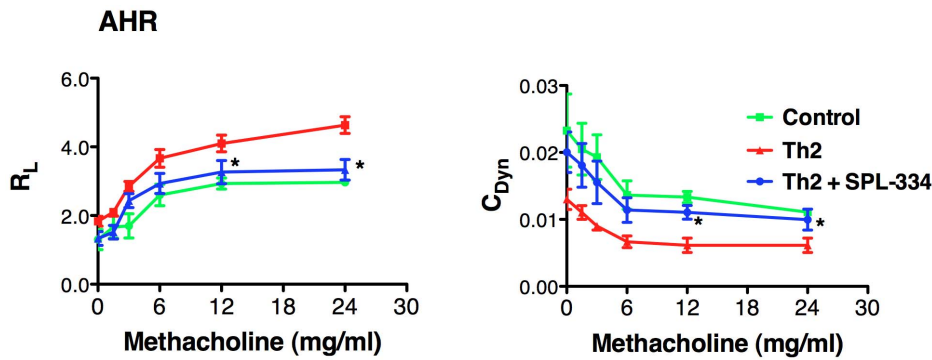 AHR
R_L
6.0
4.0
2.0
0.0
*
*
0 6 12 18 24 30
Methacholine (mg/ml)
C_Dyn
0.03
0.02
0.01
0.00
Control
Th2
Th2 + SPL-334
*
*
0 6 12 18 24 30
Methacholine (mg/ml)